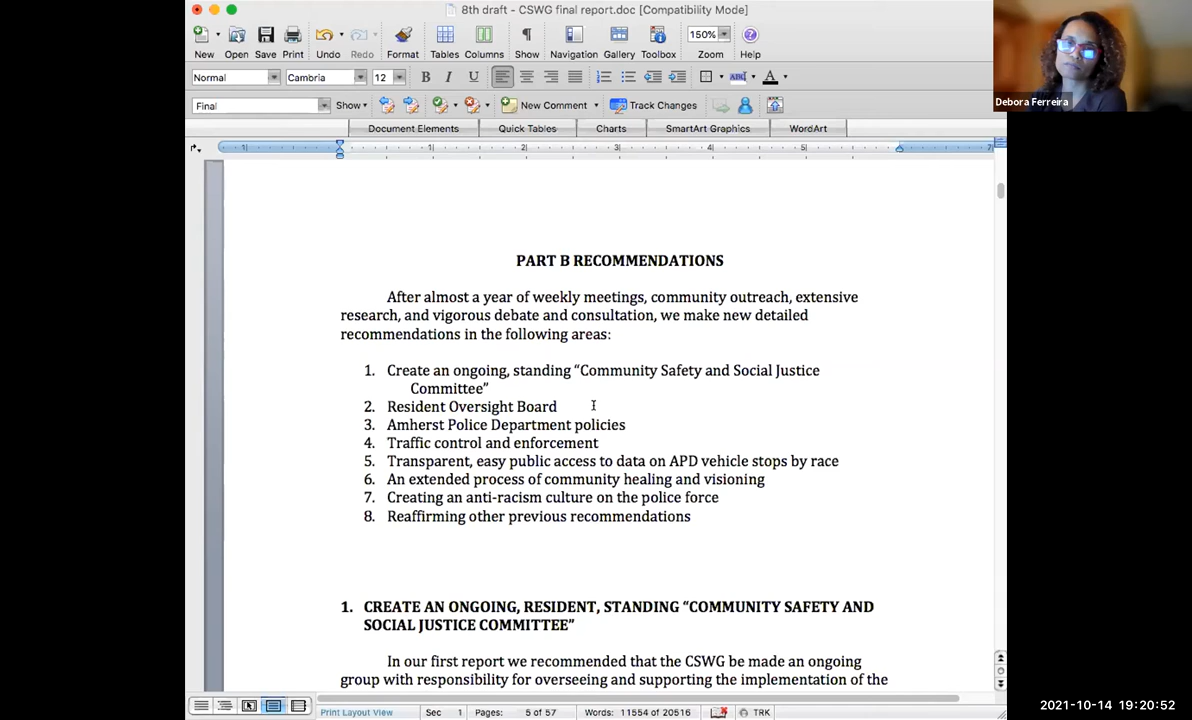 8th draft - CSWG final report.doc [Compatibility Mode]
New Open Save Print Undo Redo Format Tables Columns Show Navigation Gallery Toolbox 150% Zoom Help
Normal Cambria 12 B I U ABC A
Final Show New Comment Track Changes
Document Elements Quick Tables Charts SmartArt Graphics WordArt
1 1 2 3 4 5 7
Debora Ferreira
PART B RECOMMENDATIONS
After almost a year of weekly meetings, community outreach, extensive
research, and vigorous debate and consultation, we make new detailed
recommendations in the following areas:
1. Create an ongoing, standing “Community Safety and Social Justice
Committee”
2. Resident Oversight Board
3. Amherst Police Department policies
4. Traffic control and enforcement
5. Transparent, easy public access to data on APD vehicle stops by race
6. An extended process of community healing and visioning
7. Creating an anti-racism culture on the police force
8. Reaffirming other previous recommendations
1. CREATE AN ONGOING, RESIDENT, STANDING “COMMUNITY SAFETY AND
SOCIAL JUSTICE COMMITTEE”
In our first report we recommended that the CSWG be made an ongoing
group with responsibility for overseeing and supporting the implementation of the
Print Layout View Sec 1 Pages: 5 of 57 Words: 11554 of 20516 TRK
2021-10-14 19:20:52